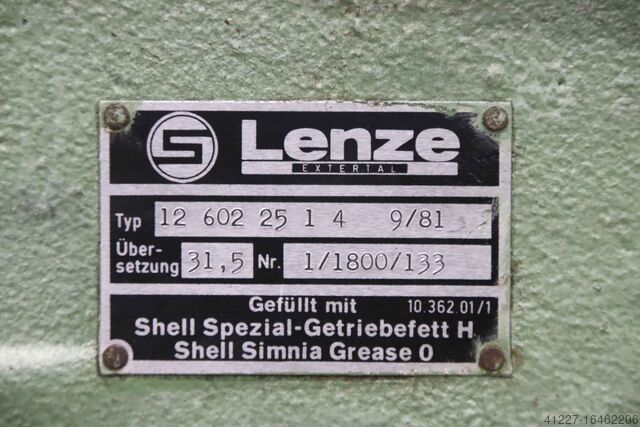 S Lenze
EXTERTAL
Typ 12 602 25 1 4 9/81
Über-
setzung 31,5 Nr. 1/1800/133
Gefüllt mit 10.362.01/1
Shell Spezial-Getriebefett H
Shell Simnia Grease 0
41227-16462206